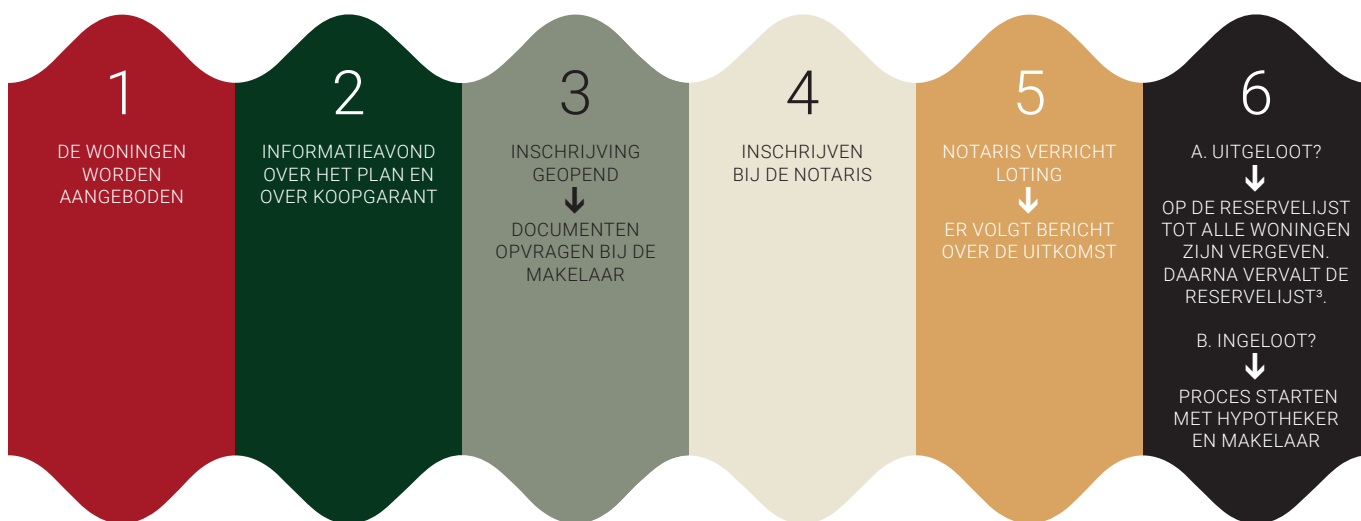 1
DE WONINGEN
WORDEN
AANGEBODEN
2
INFORMATIEAVOND
OVER HET PLAN EN
OVER KOOPGARANT
3
INSCHRIJVING
GEOPEND
↓
DOCUMENTEN
OPVRAGEN BIJ DE
MAKELAAR
4
INSCHRIJVEN
BIJ DE NOTARIS
5
NOTARIS VERRICHT
LOTING
↓
ER VOLGT BERICHT
OVER DE UITKOMST
6
A. UITGELOOT?
↓
OP DE RESERVELIJST
TOT ALLE WONINGEN
ZIJN VERGEVEN.
DAARNA VERVALT DE
RESERVELIJST³.
B. INGELOOT?
↓
PROCES STARTEN
MET HYPOTHEKER
EN MAKELAAR